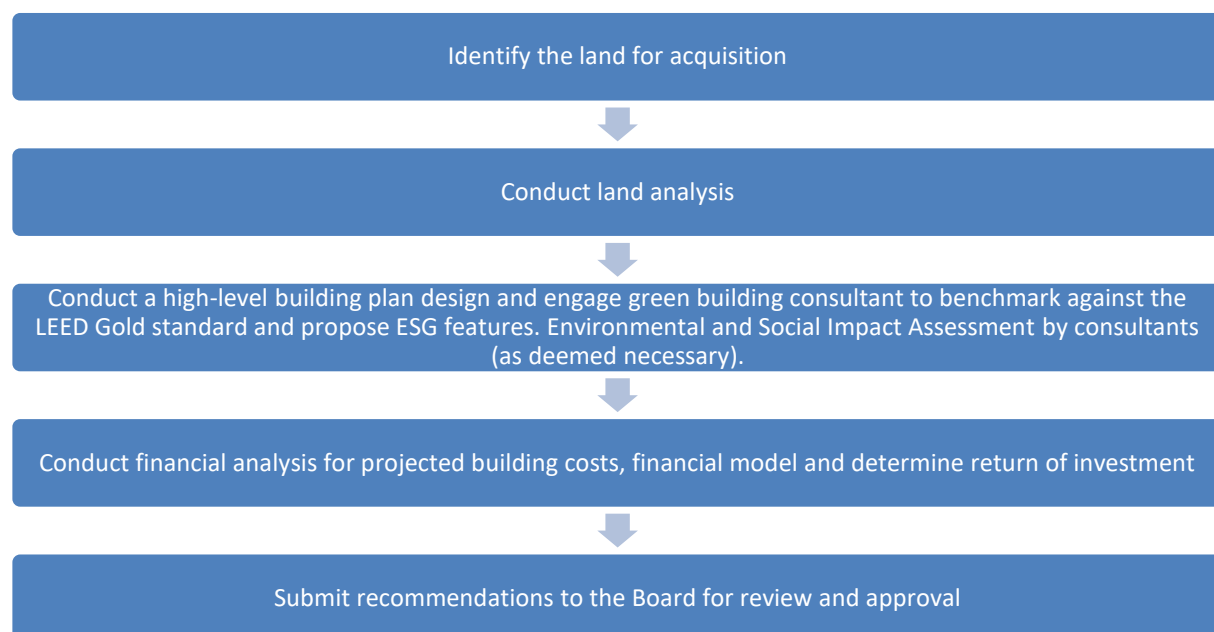 Identify the land for acquisition
Conduct land analysis
Conduct a high-level building plan design and engage green building consultant to benchmark against the
LEED Gold standard and propose ESG features. Environmental and Social Impact Assessment by consultants
(as deemed necessary).
Conduct financial analysis for projected building costs, financial model and determine return of investment
Submit recommendations to the Board for review and approval